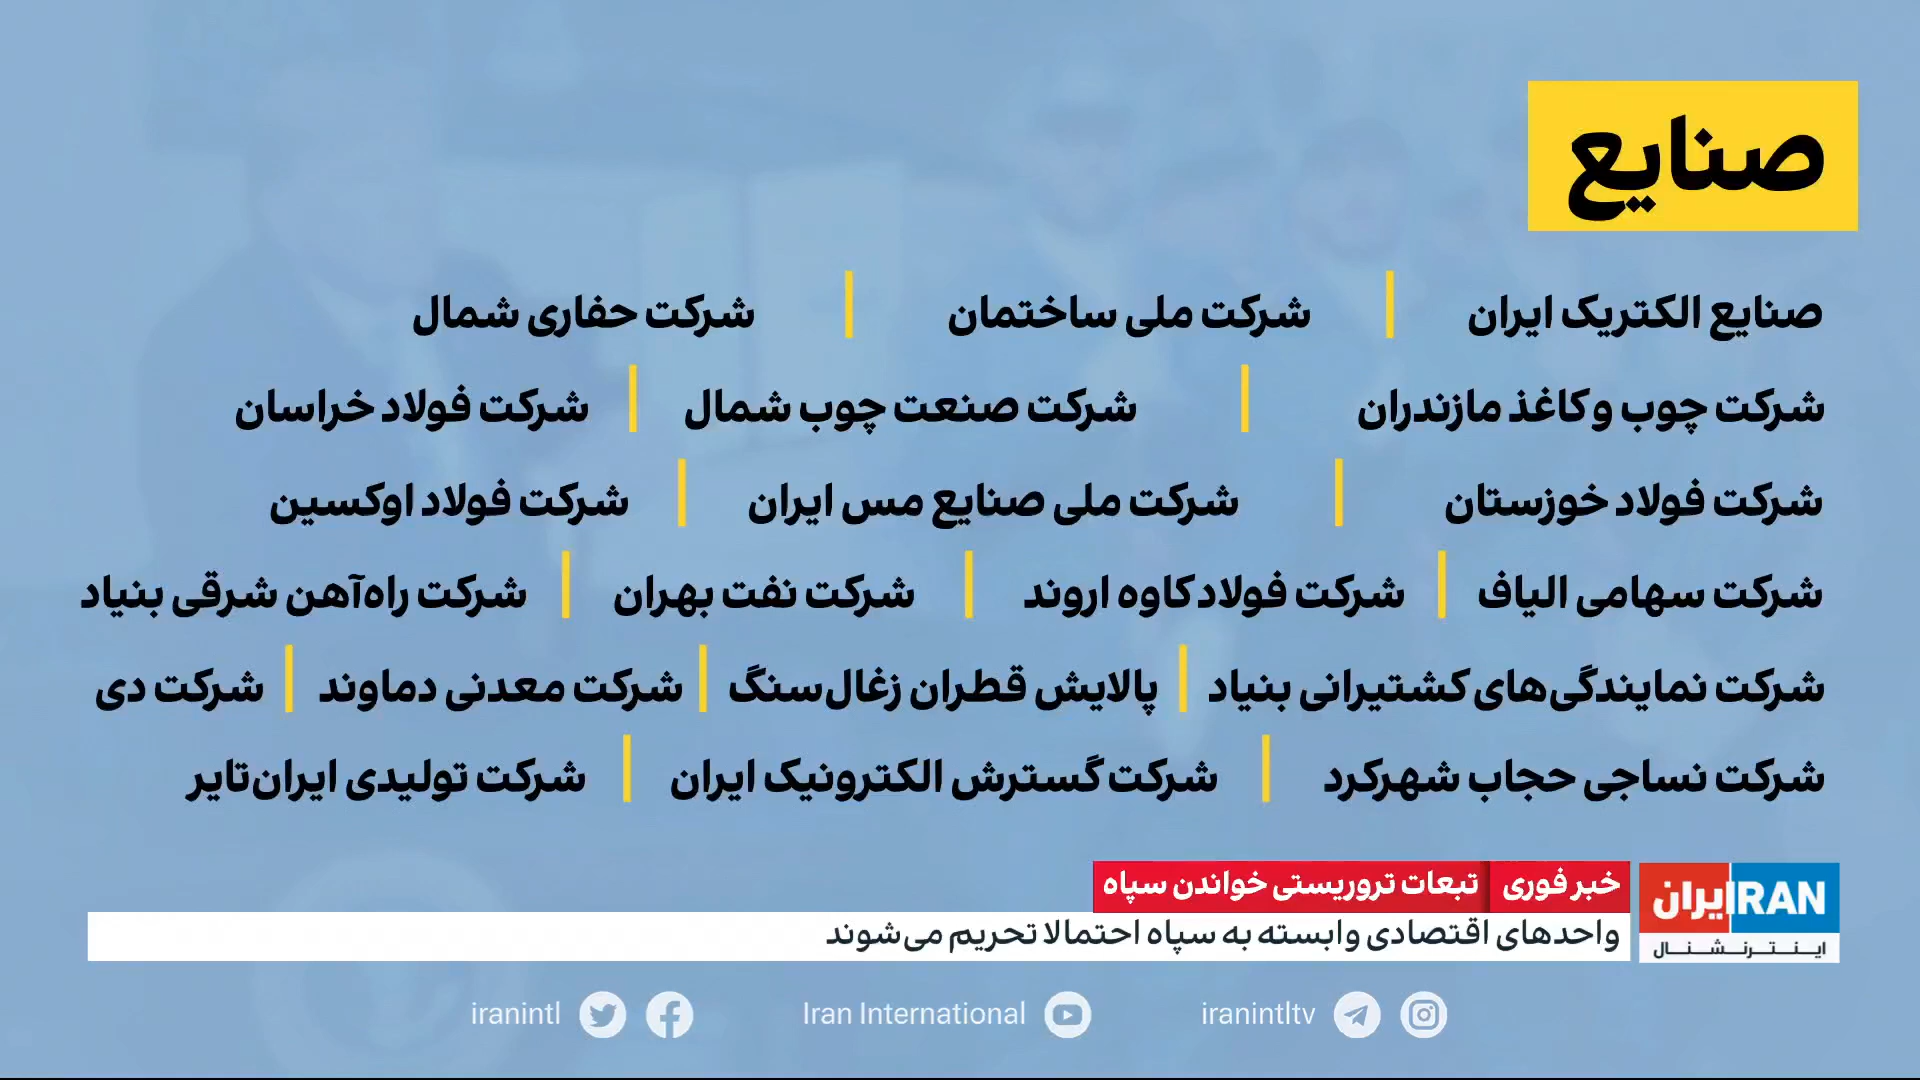 صنایع
صنایع الکتریک ایران | شرکت ملی ساختمان | شرکت حفاری شمال
شرکت چوب و کاغذ مازندران | شرکت صنعت چوب شمال | شرکت فولاد خراسان
شرکت فولاد خوزستان | شرکت ملی صنایع مس ایران | شرکت فولاد اوکسین
شرکت سهامی الیاف | شرکت فولاد کاوه اروند | شرکت نفت بهران | شرکت راه‌آهن شرقی بنیاد
شرکت نمایندگی‌های کشتیرانی بنیاد | پالایش قطران زغال‌سنگ | شرکت معدنی دماوند | شرکت دی
شرکت نساجی حجاب شهرکرد | شرکت گسترش الکترونیک ایران | شرکت تولیدی ایران‌تایر
خبر فوری تبعات تروریستی خواندن سپاه
واحدهای اقتصادی وابسته به سپاه احتمالا تحریم می‌شوند
IRAN ایران
اینترنشنال
iranintl Iran International iranintltv